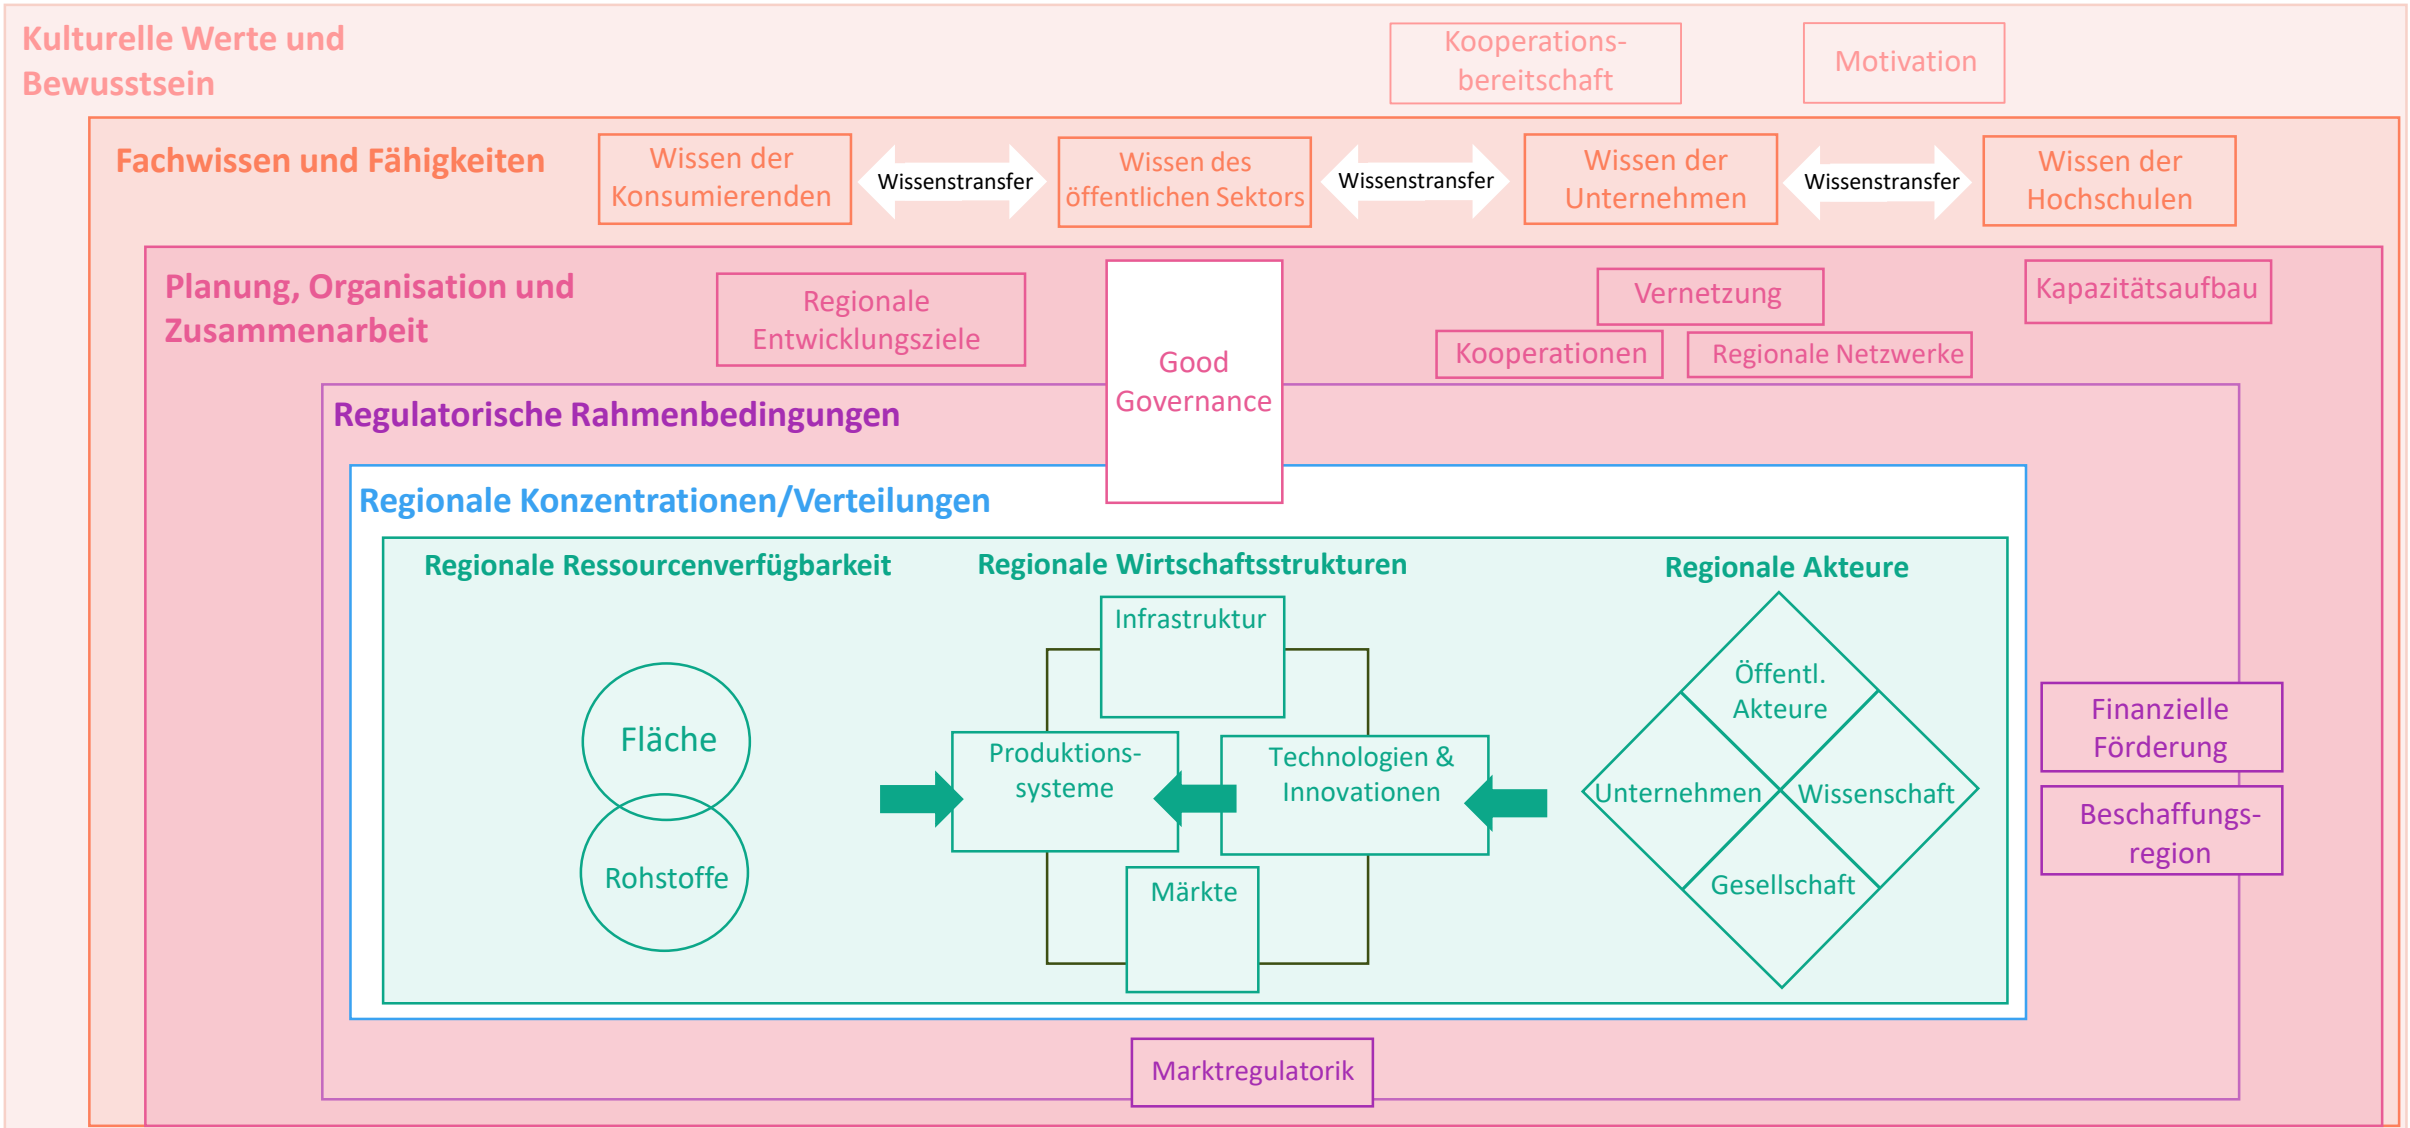 Kulturelle Werte und
Bewusstsein
Kooperations-
bereitschaft
Motivation
Fachwissen und Fähigkeiten
Wissen der
Konsumierenden
Wissenstransfer
Wissen des
öffentlichen Sektors
Wissenstransfer
Wissen der
Unternehmen
Wissenstransfer
Wissen der
Hochschulen
Planung, Organisation und
Zusammenarbeit
Regionale
Entwicklungsziele
Good
Governance
Vernetzung
Kooperationen
Regionale Netzwerke
Kapazitätsaufbau
Regulatorische Rahmenbedingungen
Regionale Konzentrationen/Verteilungen
Regionale Ressourcenverfügbarkeit
Fläche
Rohstoffe
Regionale Wirtschaftsstrukturen
Infrastruktur
Produktions-
systeme
Technologien &
Innovationen
Märkte
Regionale Akteure
Öffentl.
Akteure
Unternehmen
Wissenschaft
Gesellschaft
Finanzielle
Förderung
Beschaffungs-
region
Marktregulatorik